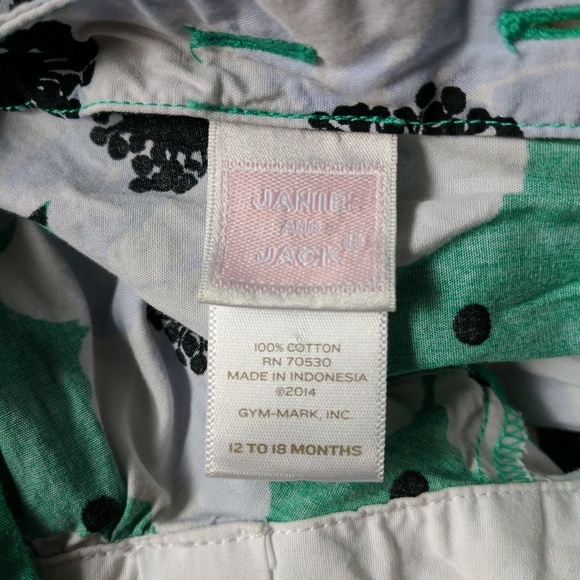 JANIE
AND
JACK®
100% COTTON
RN 70530
MADE IN INDONESIA
©2014
GYM-MARK, INC.
12 TO 18 MONTHS